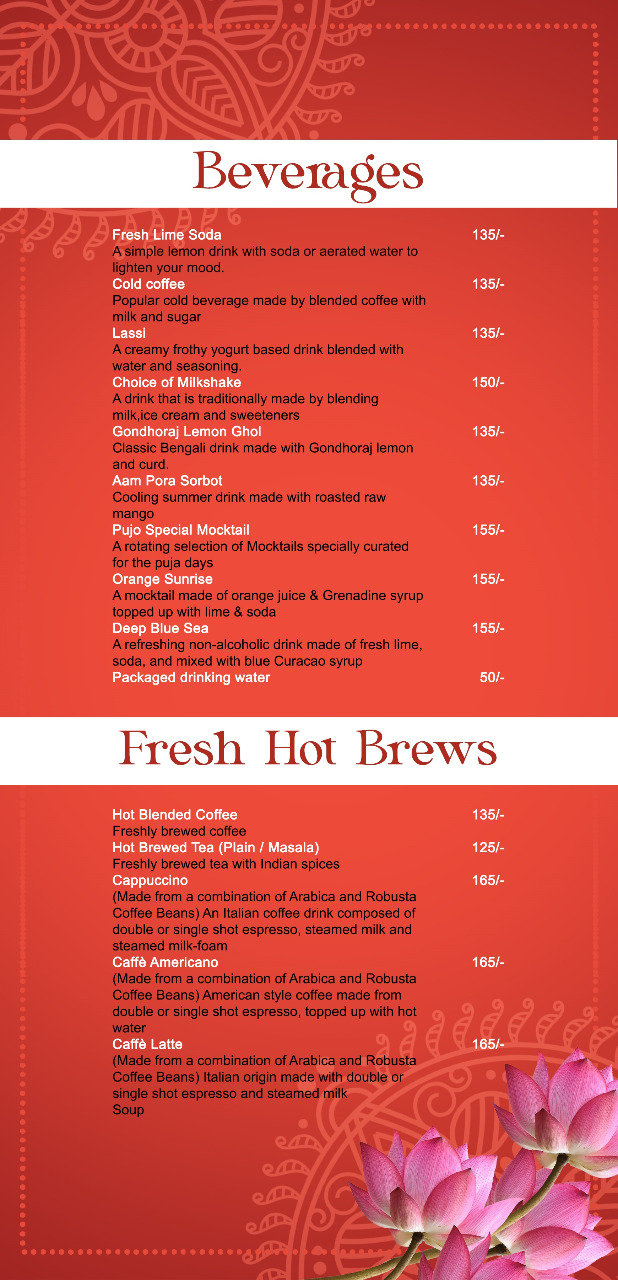 Beverages
Fresh Lime Soda 135/-
A simple lemon drink with soda or aerated water to
lighten your mood.
Cold coffee 135/-
Popular cold beverage made by blended coffee with
milk and sugar
Lassi 135/-
A creamy frothy yogurt based drink blended with
water and seasoning.
Choice of Milkshake 150/-
A drink that is traditionally made by blending
milk,ice cream and sweeteners
Gondhoraj Lemon Ghol 135/-
Classic Bengali drink made with Gondhoraj lemon
and curd.
Aam Pora Sorbot 135/-
Cooling summer drink made with roasted raw
mango
Pujo Special Mocktail 155/-
A rotating selection of Mocktails specially curated
for the puja days
Orange Sunrise 155/-
A mocktail made of orange juice & Grenadine syrup
topped up with lime & soda
Deep Blue Sea 155/-
A refreshing non-alcoholic drink made of fresh lime,
soda, and mixed with blue Curacao syrup
Packaged drinking water 50/-
Fresh Hot Brews
Hot Blended Coffee 135/-
Freshly brewed coffee
Hot Brewed Tea (Plain / Masala) 125/-
Freshly brewed tea with Indian spices
Cappuccino 165/-
(Made from a combination of Arabica and Robusta
Coffee Beans) An Italian coffee drink composed of
double or single shot espresso, steamed milk and
steamed milk-foam
Caffè Americano 165/-
(Made from a combination of Arabica and Robusta
Coffee Beans) American style coffee made from
double or single shot espresso, topped up with hot
water
Caffè Latte 165/-
(Made from a combination of Arabica and Robusta
Coffee Beans) Italian origin made with double or
single shot espresso and steamed milk
Soup